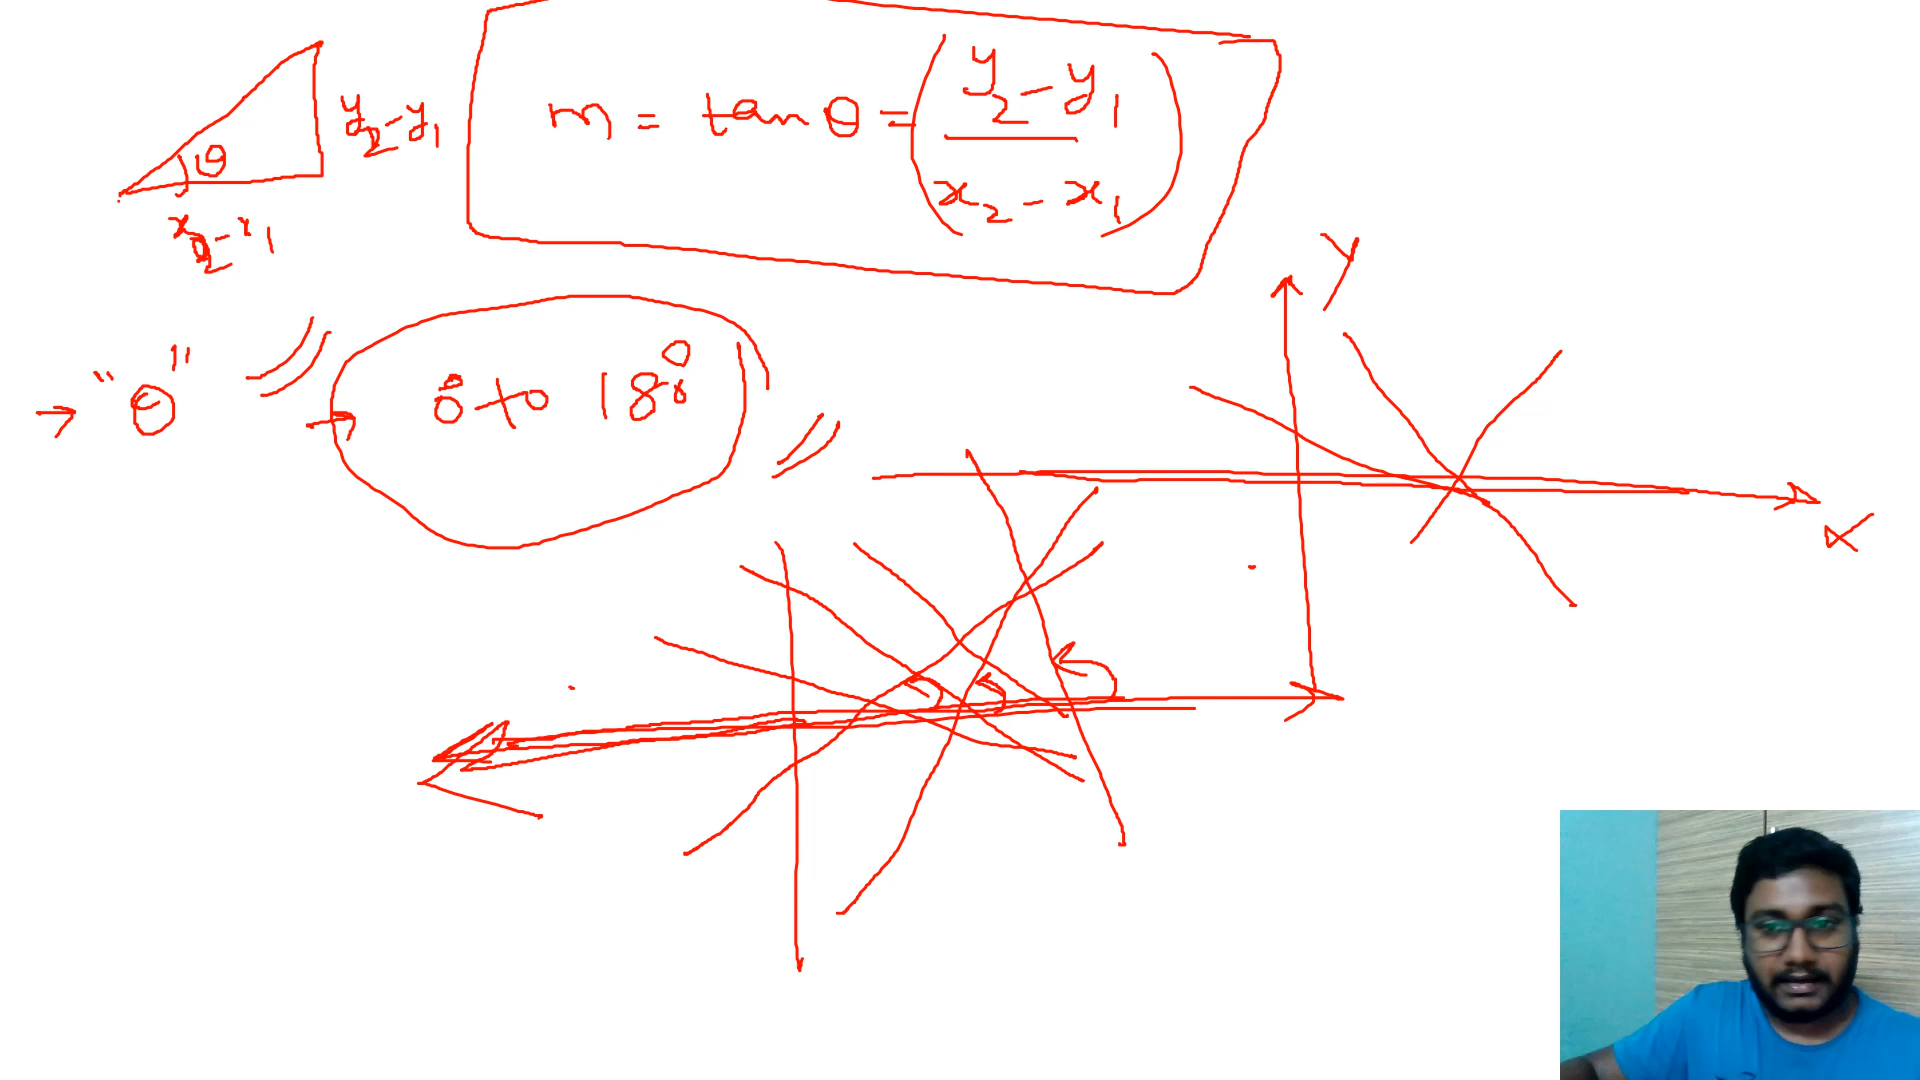 m = tan θ = (y₂ - y₁ / x₂ - x₁)
θ
y₂ - y₁
x₂ - x₁
→ "θ" → 0° to 180°
Y
X